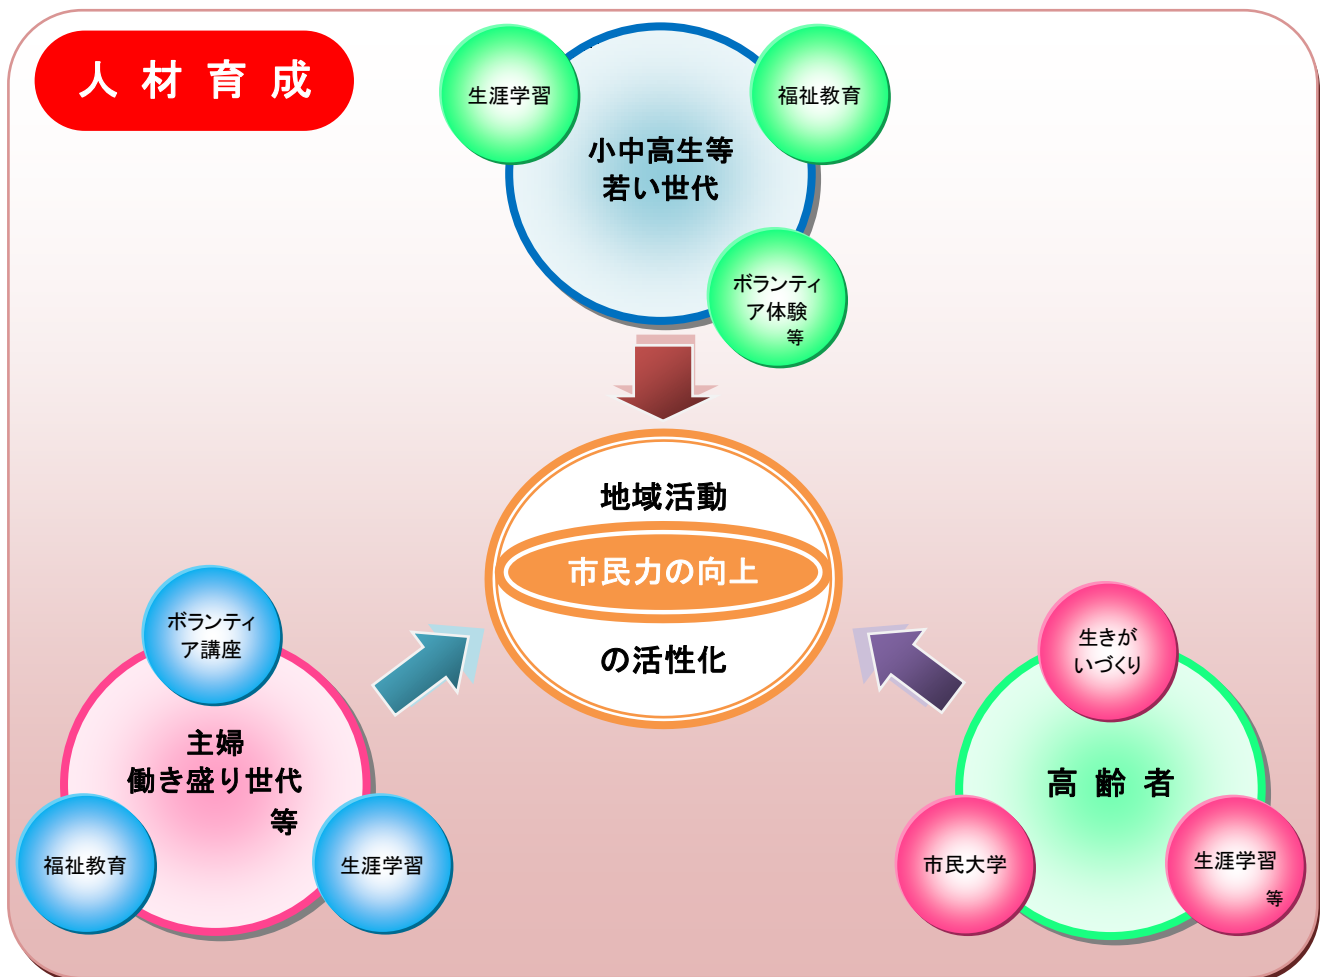 人材育成
生涯学習
福祉教育
小中高生等
若い世代
ボランティ
ア体験
等
地域活動
市民力の向上
の活性化
ボランティ
ア講座
主婦
働き盛り世代
等
福祉教育
生涯学習
生きが
いづくり
高齢者
市民大学
生涯学習
等